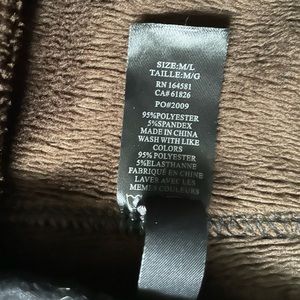 SIZE:M/L
TAILLE:M/G
RN 164581
CA# 61826
PO#2009
95%POLYESTER
5%SPANDEX
MADE IN CHINA
WASH WITH LIKE
COLORS
95% POLYESTER
5%ELASTHANNE
FABRIQUÉ EN CHINE
LAVER AVEC LES
MEMES COULEURS